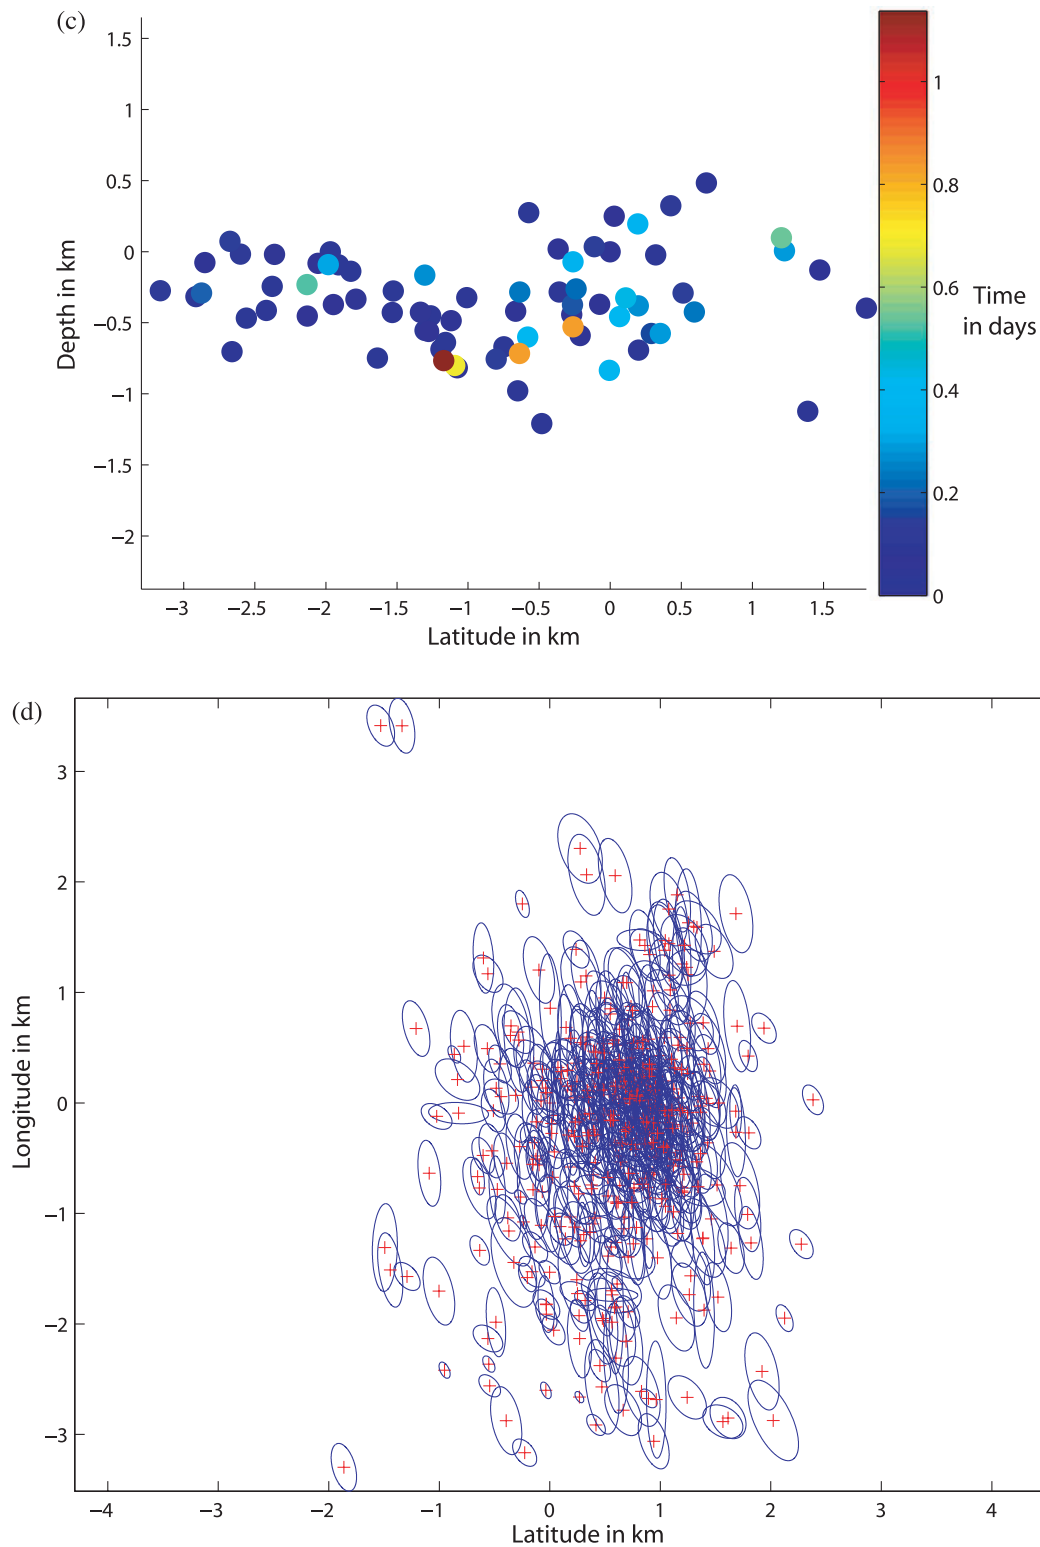 (c)
1.5
1
0.5
0
−0.5
−1
−1.5
−2
Depth in km
−3 −2.5 −2 −1.5 −1 −0.5 0 0.5 1 1.5
Latitude in km
1
0.8
0.6
0.4
0.2
0
Time
in days
(d)
3
2
1
0
−1
−2
−3
Longitude in km
−4 −3 −2 −1 0 1 2 3 4
Latitude in km